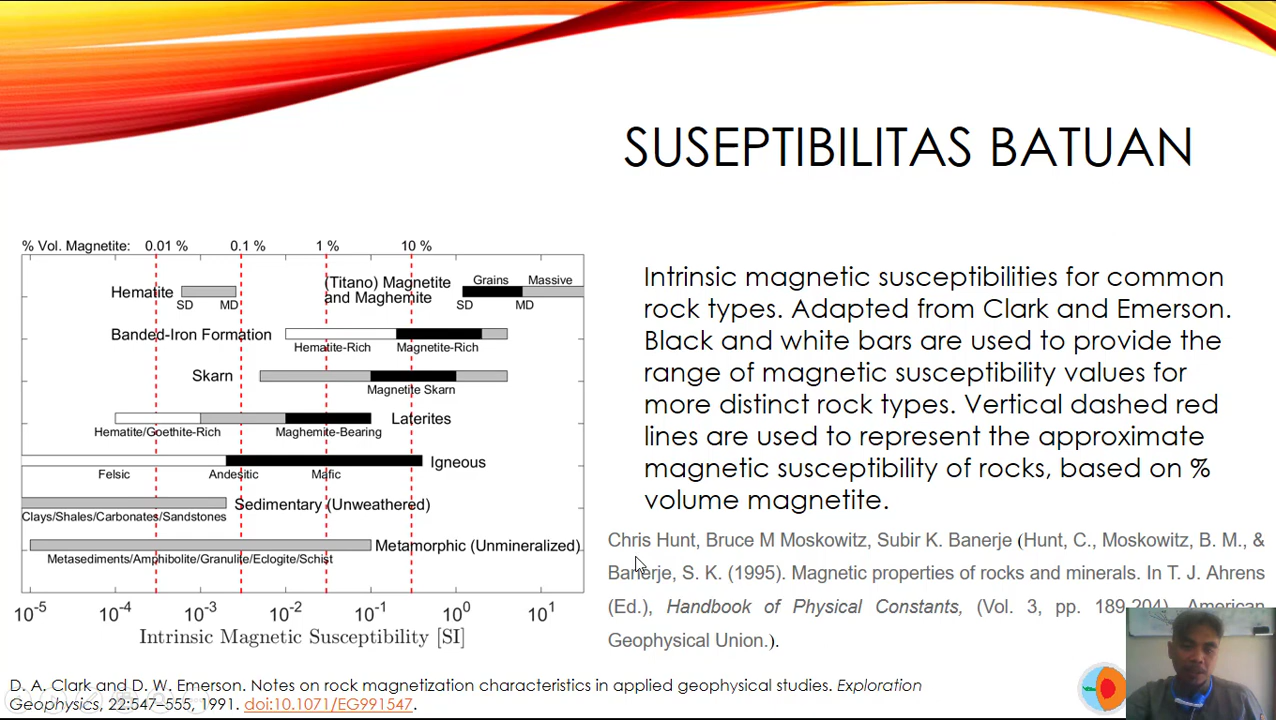 SUSEPTIBILITAS BATUAN
% Vol. Magnetite: 0.01 % 0.1 % 1 % 10 %
Hematite
SD MD
(Titano) Magnetite
and Maghemite
Grains Massive
SD MD
Banded-Iron Formation
Hematite-Rich Magnetite-Rich
Skarn
Magnetite Skarn
Laterites
Hematite/Goethite-Rich Maghemite-Bearing
Igneous
Felsic Andesitic Mafic
Sedimentary (Unweathered)
Clays/Shales/Carbonates/Sandstones
Metamorphic (Unmineralized)
Metasediments/Amphibolite/Granulite/Eclogite/Schist
10⁻⁵ 10⁻⁴ 10⁻³ 10⁻² 10⁻¹ 10⁰ 10¹
Intrinsic Magnetic Susceptibility [SI]
Intrinsic magnetic susceptibilities for common
rock types. Adapted from Clark and Emerson.
Black and white bars are used to provide the
range of magnetic susceptibility values for
more distinct rock types. Vertical dashed red
lines are used to represent the approximate
magnetic susceptibility of rocks, based on %
volume magnetite.
Chris Hunt, Bruce M Moskowitz, Subir K. Banerje (Hunt, C., Moskowitz, B. M., &
Banerje, S. K. (1995). Magnetic properties of rocks and minerals. In T. J. Ahrens
(Ed.), Handbook of Physical Constants, (Vol. 3, pp. 189-204). American
Geophysical Union.).
D. A. Clark and D. W. Emerson. Notes on rock magnetization characteristics in applied geophysical studies. Exploration
Geophysics, 22:547–555, 1991. doi:10.1071/EG991547.